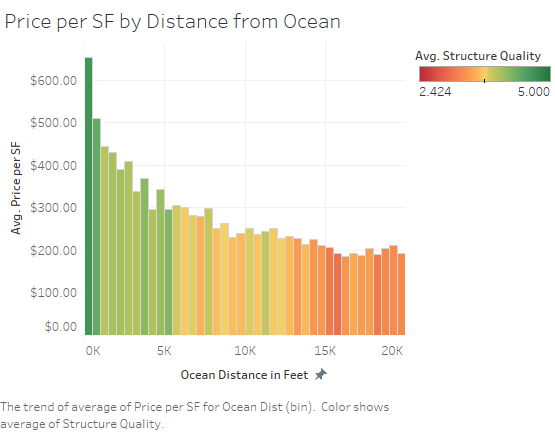 Price per SF by Distance from Ocean
Avg. Structure Quality
2.424 5.000
Avg. Price per SF
$600.00
$500.00
$400.00
$300.00
$200.00
$100.00
$0.00
0K 5K 10K 15K 20K
Ocean Distance in Feet
The trend of average of Price per SF for Ocean Dist (bin). Color shows
average of Structure Quality.